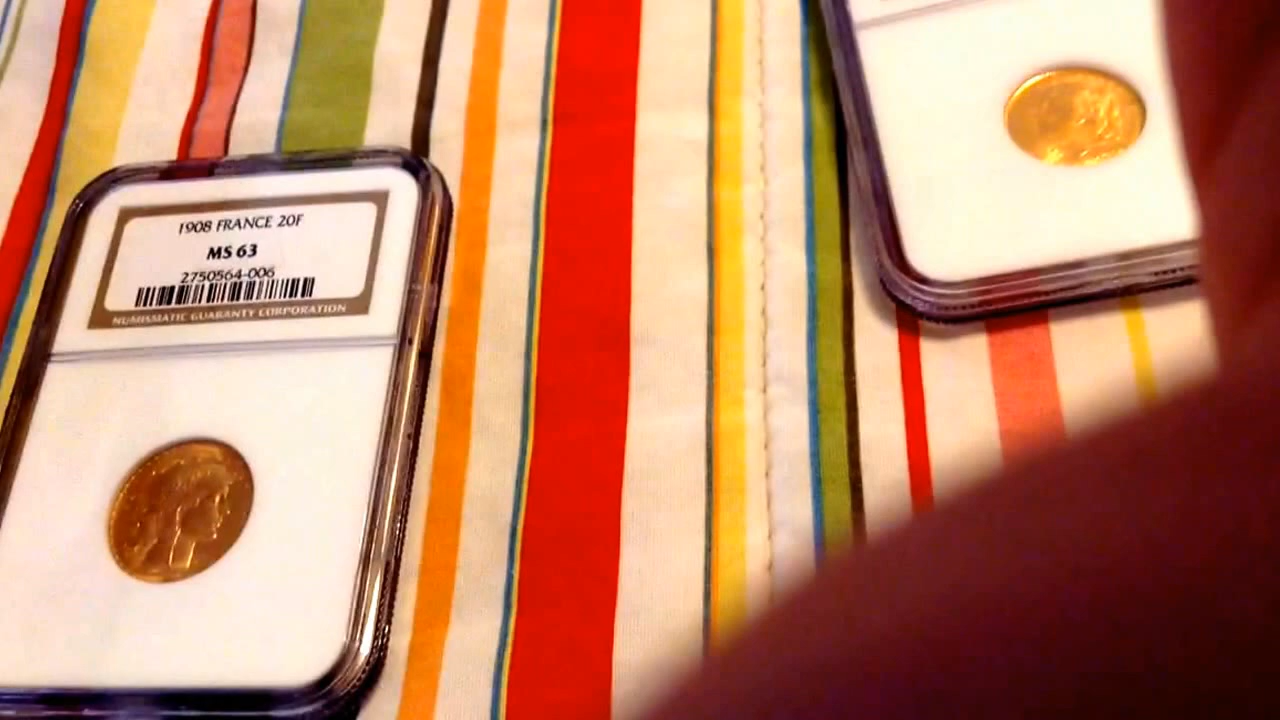 1908 FRANCE 20F
MS 63
2750564-006
NUMISMATIC GUARANTY CORPORATION